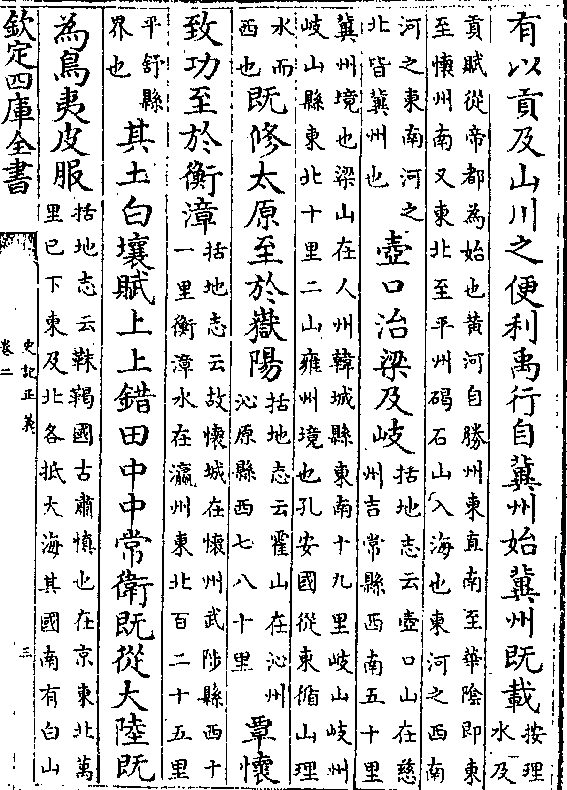 有以貢及山川之便利禹行自冀州始冀州既載按理
水及
貢賦從帝都為始也黃河自勝州東直南至華陰即東
至懷州南又東北至平州碣石山入海也東河之西南
河之東南河之
北皆冀州也
壺口治梁及岐
括地志云壺口山在慈
州吉常縣西南五十里
冀州境也梁山在人州韓城縣東南十九里岐山岐州
岐山縣東北十里二山雍州境也孔安國從東循山理
水而
西也
既修太原至於嶽陽
括地志云霍山在沁州
沁原縣西七八十里
覃懷
致功至於衡漳
括地志云故懷城在懷州武陟縣西十
一里衡漳水在瀛州東北百二十五里
平舒縣
界也
其土白壤賦上上錯田中中常衛既從大陸既
為鳥夷皮服
括地志云靺鞨國古肅慎也在京東北萬
里已下東及北各抵大海其國南有白山
欽定四庫全書
史記正義
卷二
三